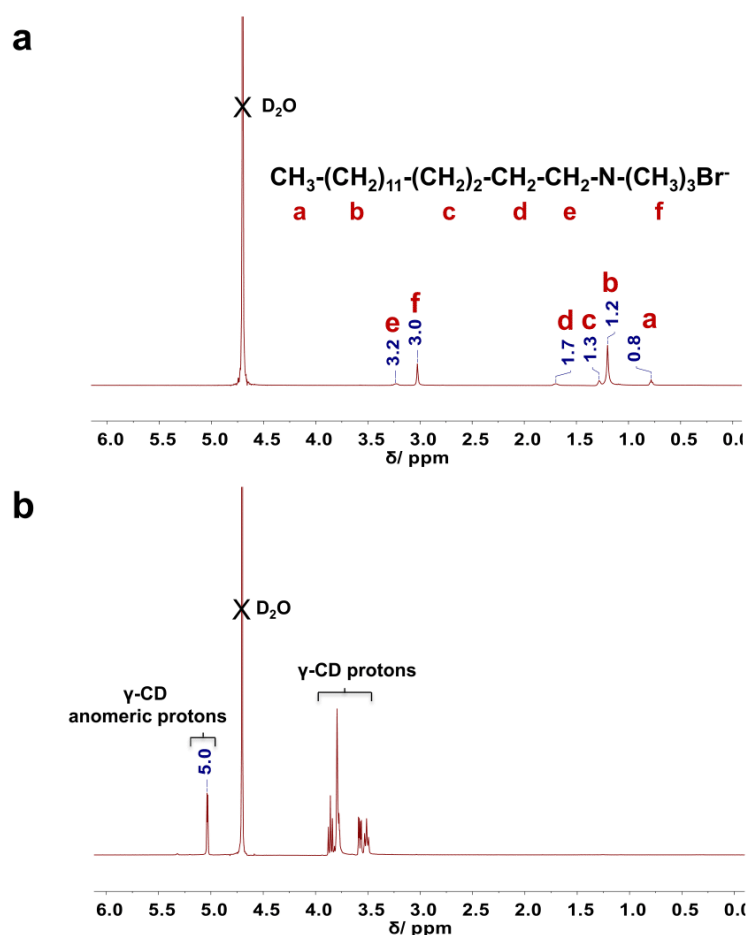 a
X D₂O
CH₃-(CH₂)₁₁-(CH₂)₂-CH₂-CH₂-N-(CH₃)₃Br⁻
a b c d e f
e f d c b a
3.2 3.0 1.7 1.3 1.2 0.8
6.0 5.0 4.5 4.0 3.5 3.0 2.5 2.0 1.5 1.0 0.5 0.0
δ/ ppm
b
X D₂O
γ-CD protons
γ-CD
anomeric protons
5.0
6.0 5.0 4.5 4.0 3.5 3.0 2.5 2.0 1.5 1.0 0.5 0.0
δ/ ppm